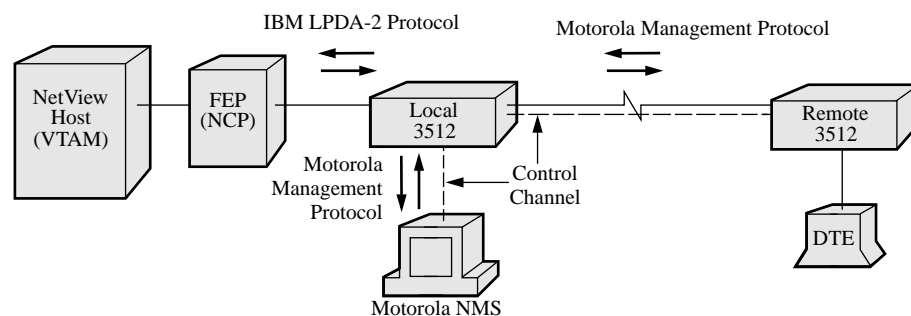 IBM LPDA-2 Protocol
Motorola Management Protocol
NetView
Host
(VTAM)
FEP
(NCP)
Local
3512
Remote
3512
Motorola
Management
Protocol
Control
Channel
DTE
Motorola NMS